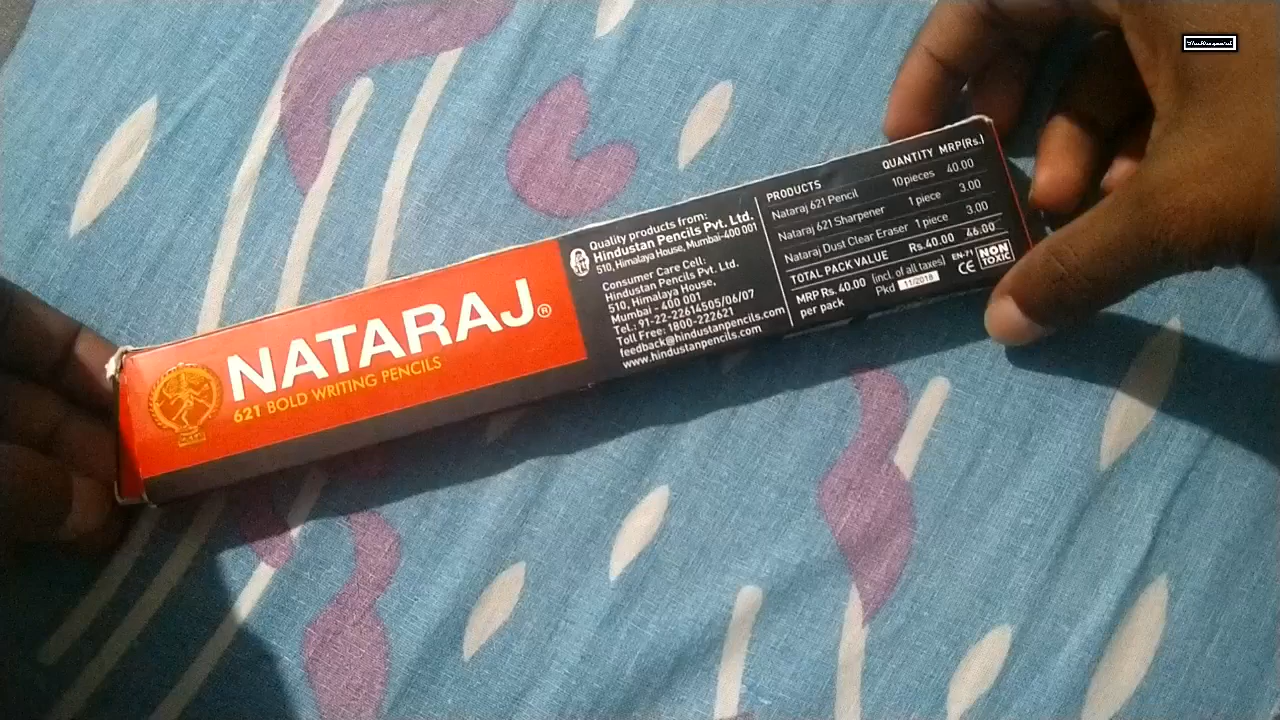 NATARAJ®
621 BOLD WRITING PENCILS
Quality products from:
Hindustan Pencils Pvt. Ltd.
510, Himalaya House, Mumbai-400 001
Consumer Care Cell:
Hindustan Pencils Pvt. Ltd.
510, Himalaya House,
Mumbai - 400 001
Tel.: 91-22-22614505/06/07
Toll Free: 1800-222621
feedback@hindustanpencils.com
www.hindustanpencils.com
PRODUCTS QUANTITY MRP(Rs.)
Nataraj 621 Pencil 10pieces 40.00
Nataraj 621 Sharpener 1 piece 3.00
Nataraj Dust Clear Eraser 1 piece 3.00
TOTAL PACK VALUE Rs.40.00 46.00
MRP Rs. 40.00 (incl. of all taxes)
per pack Pkd 11/2018
EN-71
CE
NON
TOXIC